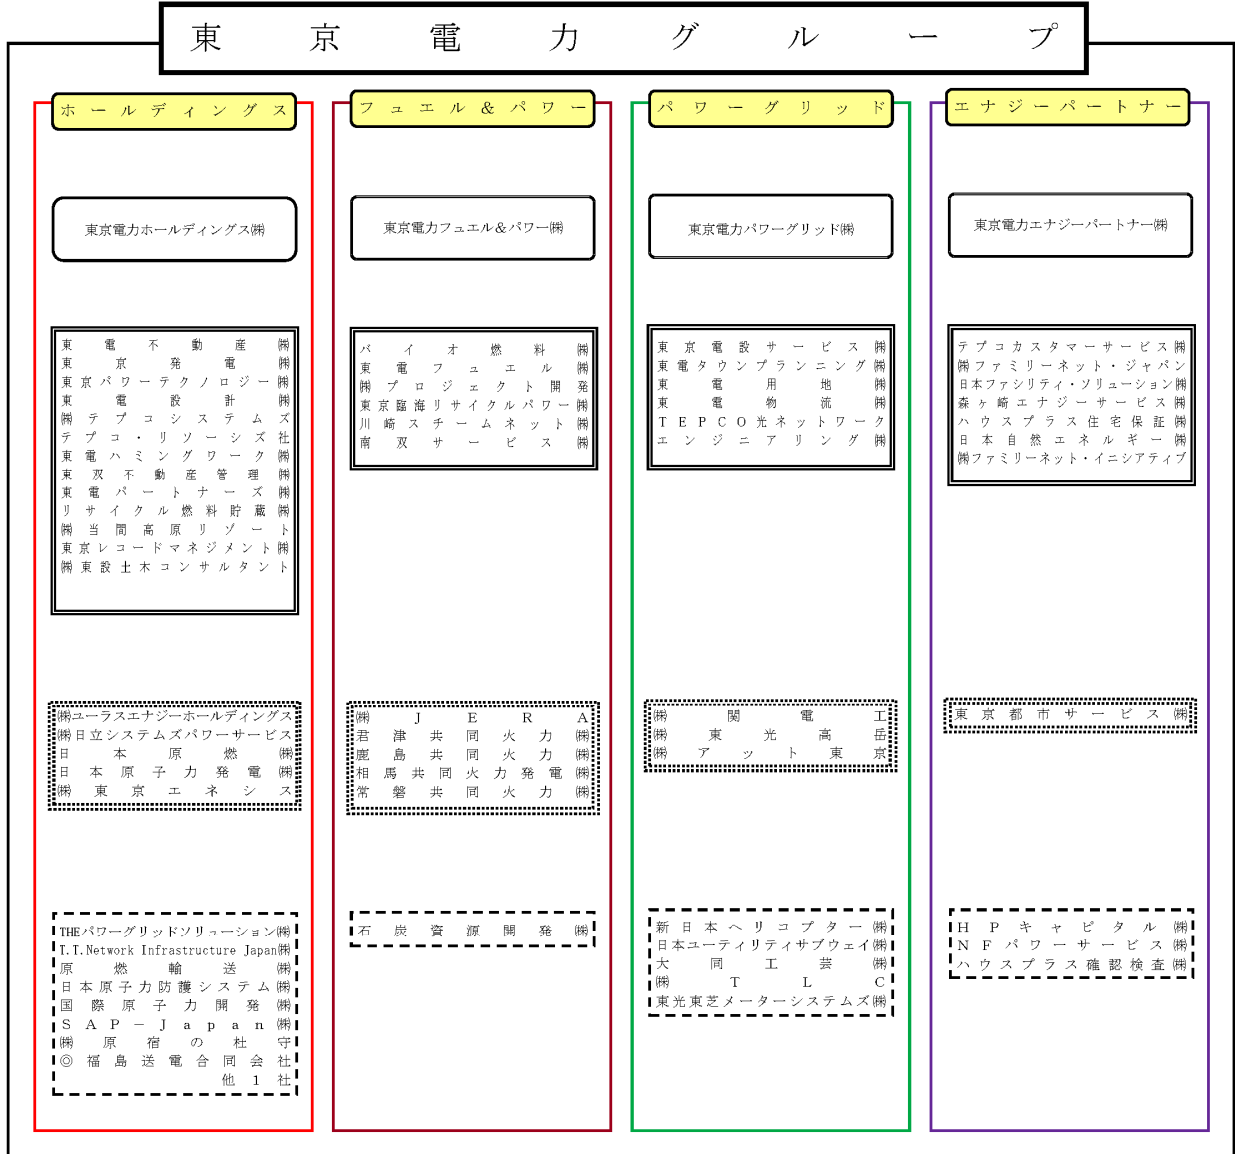 東京電力グループ
ホールディングス
東京電力ホールディングス㈱
東電不動産㈱
東京発電㈱
東京パワーテクノロジー㈱
東電設計㈱
㈱テプコシステムズ
テプコ・リソーシズ社
東電ハミングワーク㈱
東双不動産管理㈱
東電パートナーズ㈱
リサイクル燃料貯蔵㈱
㈱当間高原リゾート
東京レコードマネジメント㈱
㈱東設土木コンサルタント
㈱ユーラスエナジーホールディングス
㈱日立システムズパワーサービス
日本原燃㈱
日本原子力発電㈱
㈱東京エネシス
THEパワーグリッドソリューション㈱
T.T.Network Infrastructure Japan㈱
原燃輸送㈱
日本原子力防護システム㈱
国際原子力開発㈱
SAP－Japan㈱
㈱原宿の杜守
◎福島送電合同会社
他1社
フュエル＆パワー
東京電力フュエル＆パワー㈱
バイオ燃料㈱
東電フュエル㈱
㈱プロジェクト開発
東京臨海リサイクルパワー㈱
川崎スチームネット㈱
南双サービス㈱
㈱JERA
君津共同火力㈱
鹿島共同火力㈱
相馬共同火力発電㈱
常磐共同火力㈱
石炭資源開発㈱
パワーグリッド
東京電力パワーグリッド㈱
東京電設サービス㈱
東電タウンプランニング㈱
東電用地㈱
東電物流㈱
TEPCO光ネットワーク
エンジニアリング㈱
㈱関電工
㈱東光高岳
㈱アット東京
新日本ヘリコプター㈱
日本ユーティリティサブウェイ㈱
大同工芸㈱
㈱TLC
東光東芝メーターシステムズ㈱
エナジーパートナー
東京電力エナジーパートナー㈱
テプコカスタマーサービス㈱
㈱ファミリーネット・ジャパン
日本ファシリティ・ソリューション㈱
森ヶ崎エナジーサービス㈱
ハウスプラス住宅保証㈱
日本自然エネルギー㈱
㈱ファミリーネット・イニシアティブ
東京都市サービス㈱
HPキャピタル㈱
NFパワーサービス㈱
ハウスプラス確認検査㈱